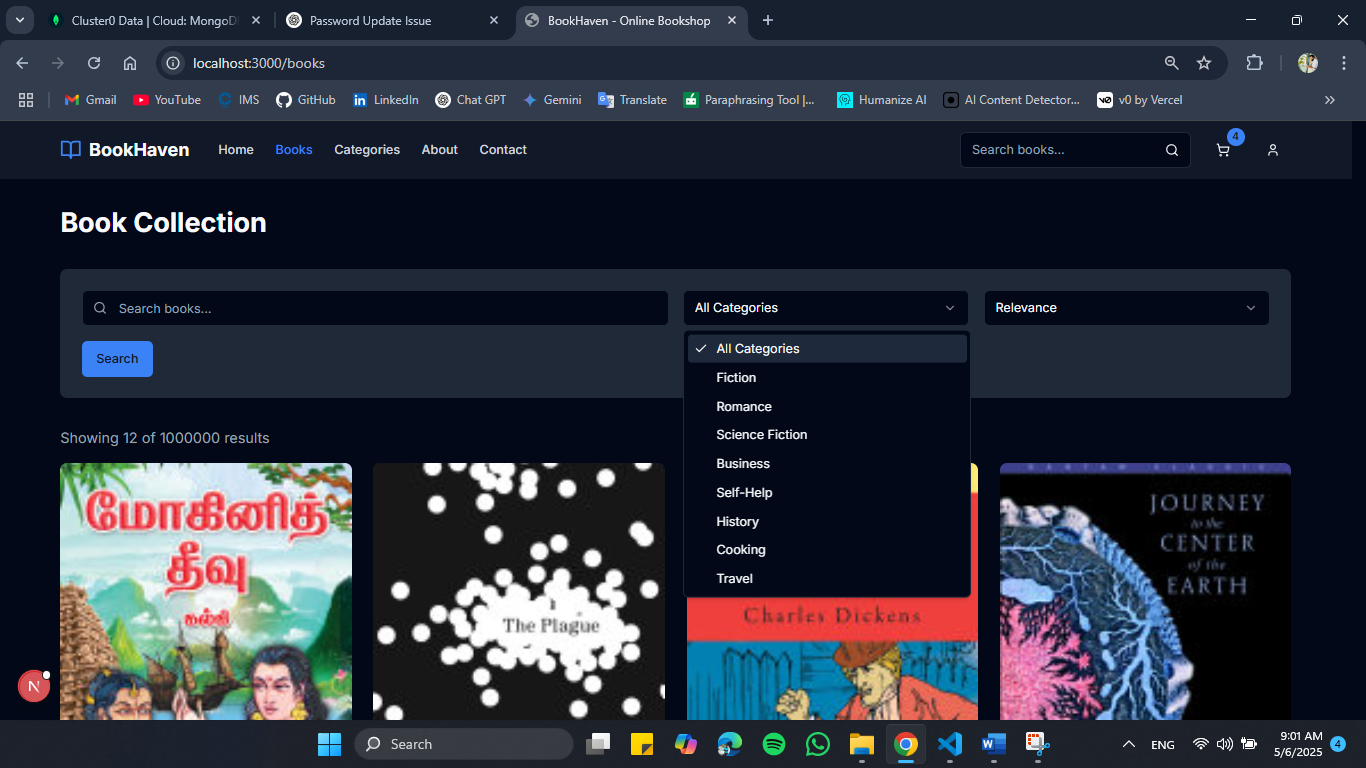 Cluster0 Data | Cloud: MongoD
Password Update Issue
BookHaven - Online Bookshop
localhost:3000/books
Gmail
YouTube
IMS
GitHub
LinkedIn
Chat GPT
Gemini
Translate
Paraphrasing Tool |...
Humanize AI
AI Content Detector...
v0 by Vercel
BookHaven
Home
Books
Categories
About
Contact
Search books...
4
Book Collection
Search books...
All Categories
Relevance
Search
All Categories
Fiction
Romance
Science Fiction
Business
Self-Help
History
Cooking
Travel
Showing 12 of 1000000 results
மோகினித்
தீவு
கல்கி
The Plague
Charles Dickens
JOURNEY
to the
CENTER
of the
EARTH
N
Search
ENG
9:01 AM
5/6/2025
4